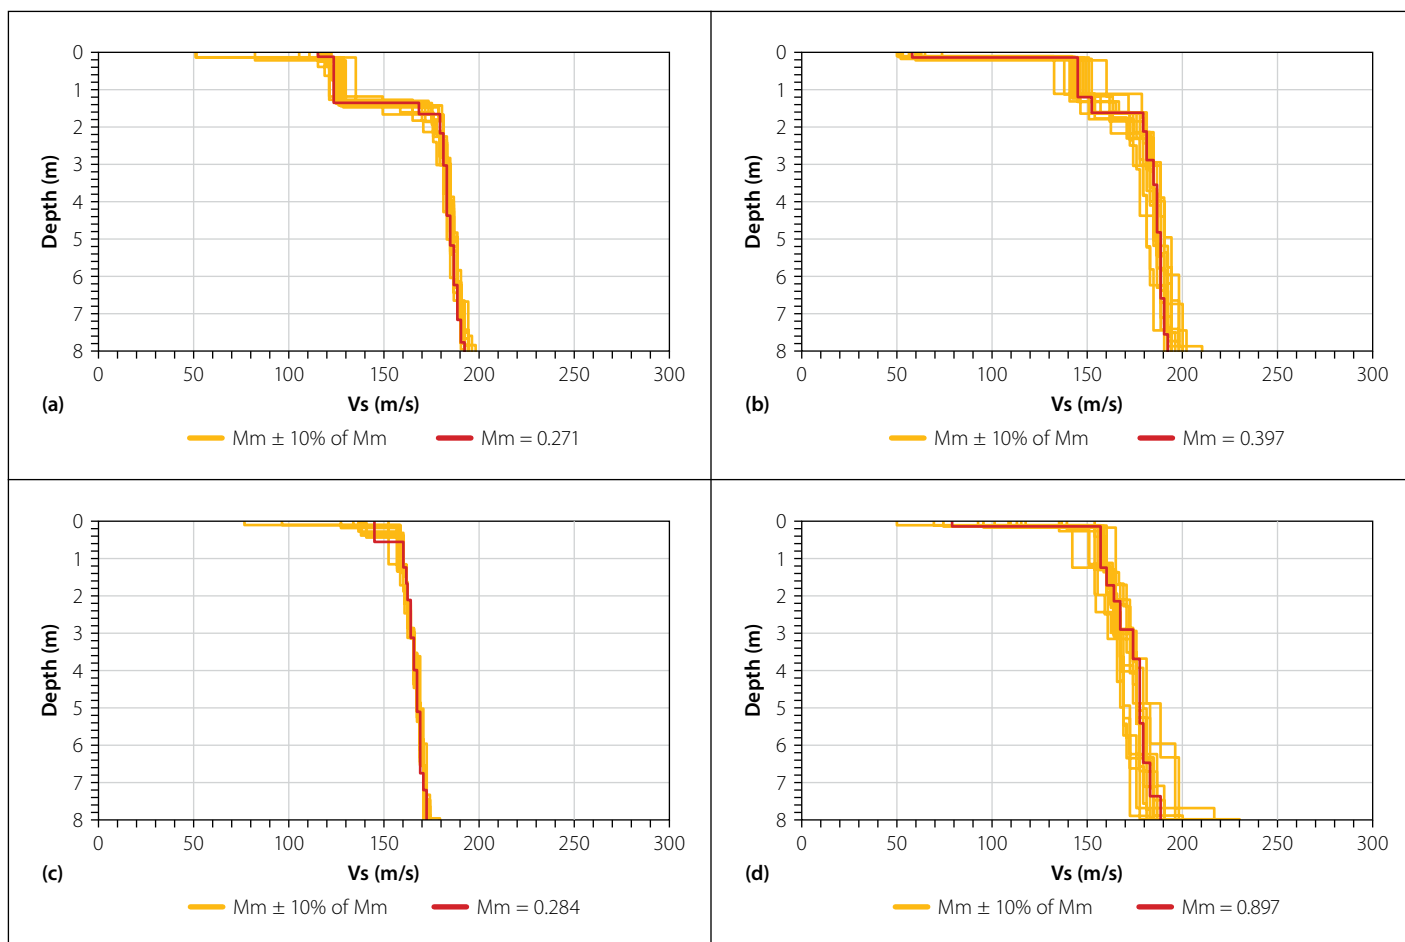 0
1
2
3
4
5
6
7
8
Depth (m)
0 50 100 150 200 250 300
(a)
Vs (m/s)
Mm ± 10% of Mm Mm = 0.271
0
1
2
3
4
5
6
7
8
Depth (m)
0 50 100 150 200 250 300
(b)
Vs (m/s)
Mm ± 10% of Mm Mm = 0.397
0
1
2
3
4
5
6
7
8
Depth (m)
0 50 100 150 200 250 300
(c)
Vs (m/s)
Mm ± 10% of Mm Mm = 0.284
0
1
2
3
4
5
6
7
8
Depth (m)
0 50 100 150 200 250 300
(d)
Vs (m/s)
Mm ± 10% of Mm Mm = 0.897